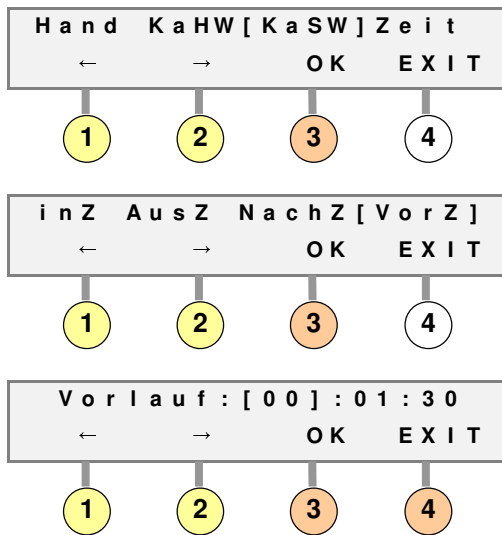 Hand KaHW[KaSW]Zeit
← → OK EXIT
1 2 3 4
inZ AusZ NachZ[VorZ]
← → OK EXIT
1 2 3 4
Vorlauf:[00]:01:30
← → OK EXIT
1 2 3 4